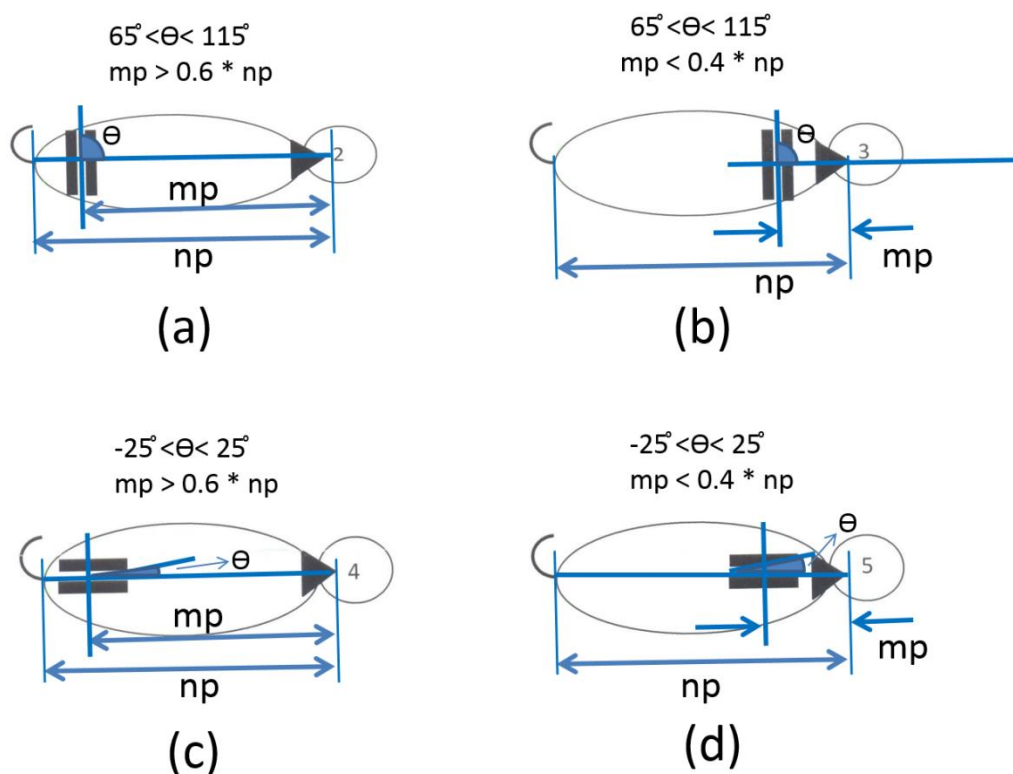 65°<Ɵ< 115°
mp > 0.6 * np
Ɵ
2
mp
np
(a)
65°<Ɵ< 115°
mp < 0.4 * np
Ɵ
3
mp
np
(b)
-25°<Ɵ< 25°
mp > 0.6 * np
Ɵ
4
mp
np
(c)
-25°<Ɵ< 25°
mp < 0.4 * np
Ɵ
5
mp
np
(d)